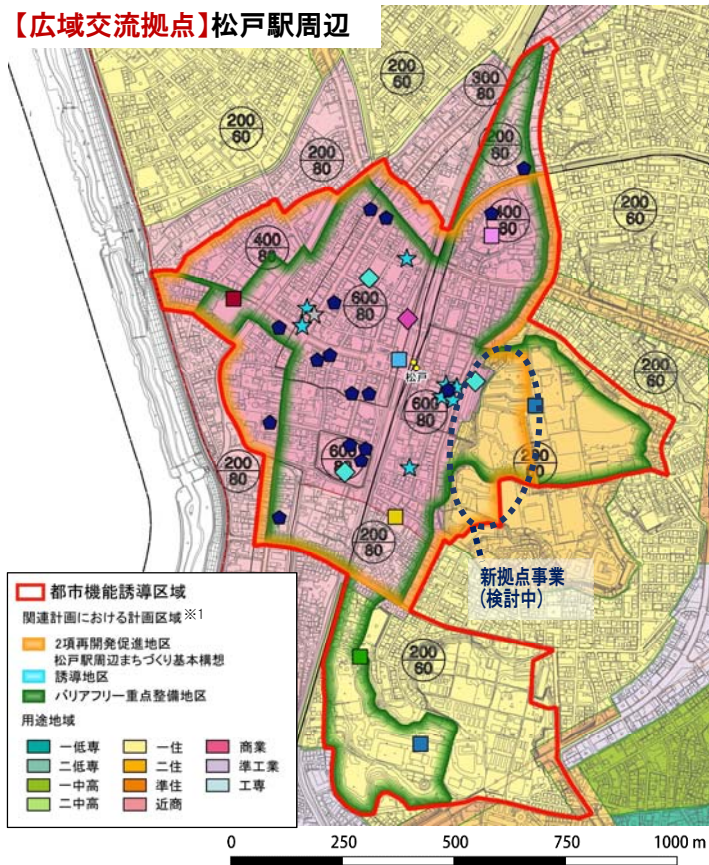 【広域交流拠点】松戸駅周辺
200
60
200
60
300
80
200
80
200
80
400
80
200
60
400
80
600
80
松戸
200
60
600
80
600
80
200
80
200
80
新拠点事業
(検討中)
200
60
都市機能誘導区域
関連計画における計画区域※1
2項再開発促進地区
松戸駅周辺まちづくり基本構想
誘導地区
バリアフリー重点整備地区
用途地域
一低専 一住 商業
二低専 二住 準工業
一中高 準住 工専
二中高 近商
0 250 500 750 1000 m